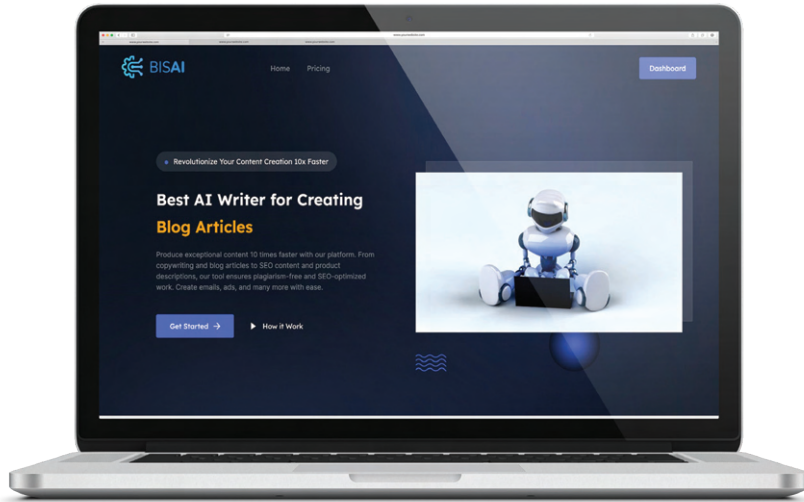 BISAI
Home
Pricing
Dashboard
Revolutionize Your Content Creation 10x Faster
Best AI Writer for Creating
Blog Articles
Produce exceptional content 10 times faster with our platform. From
copywriting and blog articles to SEO content and product
descriptions, our tool ensures plagiarism-free and SEO-optimized
work. Create emails, ads, and many more with ease.
Get Started
How it Work